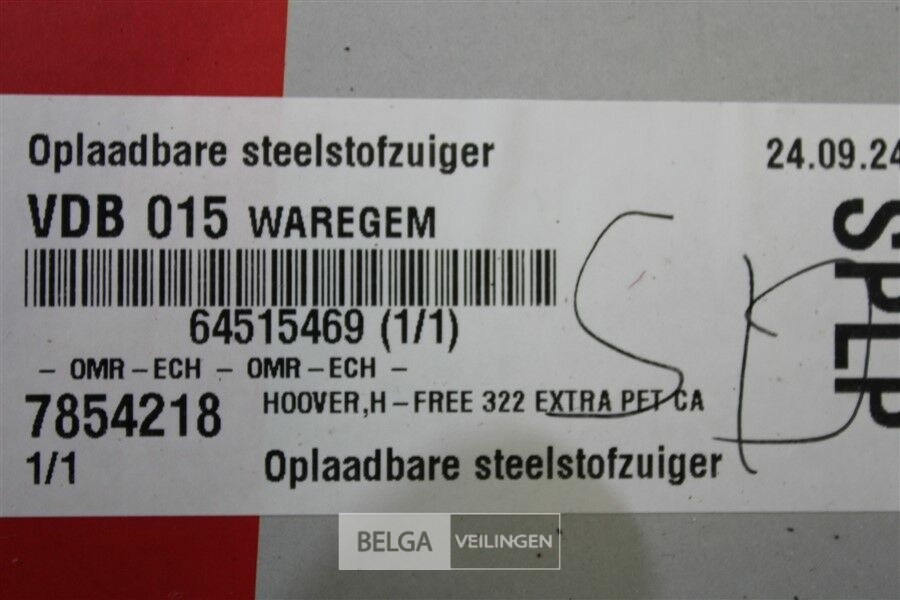 Oplaadbare steelstofzuiger
24.09.24
VDB 015 WAREGEM
64515469 (1/1)
- OMR-ECH - OMR-ECH -
7854218 HOOVER,H-FREE 322 EXTRA PET CA
1/1 Oplaadbare steelstofzuiger
SPLP
BELGA VEILINGEN